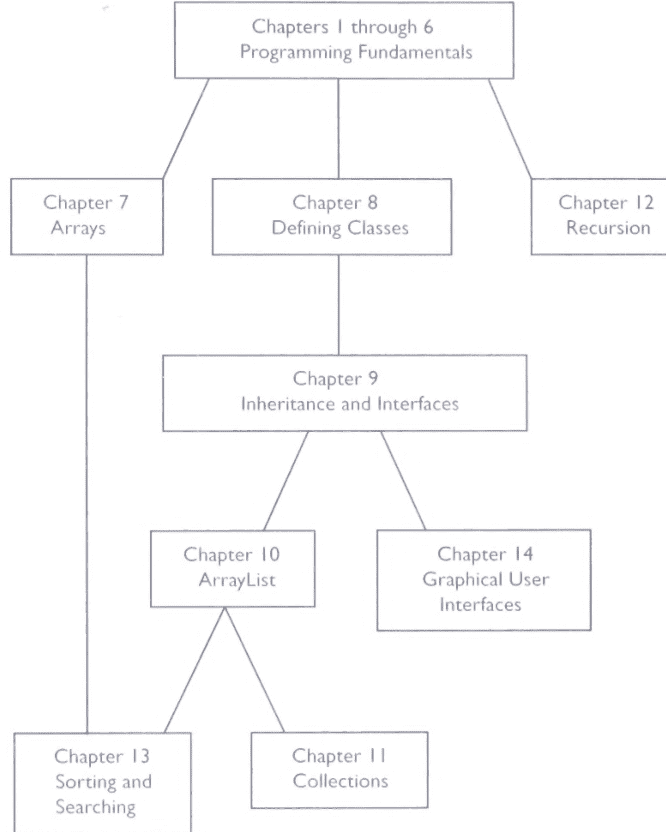 Chapters 1 through 6
Programming Fundamentals
Chapter 7
Arrays
Chapter 8
Defining Classes
Chapter 12
Recursion
Chapter 9
Inheritance and Interfaces
Chapter 10
ArrayList
Chapter 14
Graphical User
Interfaces
Chapter 13
Sorting and
Searching
Chapter 11
Collections